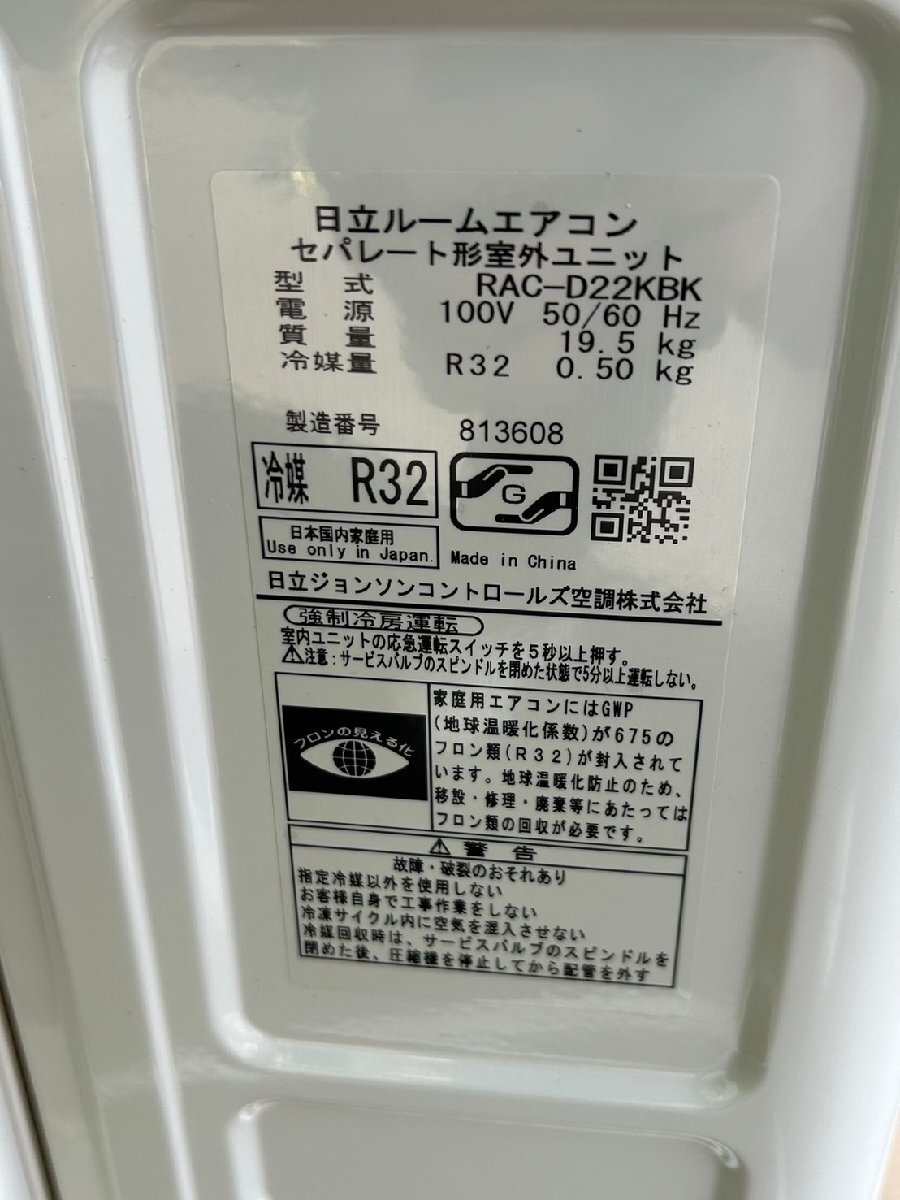 日立ルームエアコン
セパレート形室外ユニット
型 式 RAC-D22KBK
電 源 100V 50/60 Hz
質 量 19.5 kg
冷媒量 R32 0.50 kg
製造番号 813608
冷媒 R32
G
日本国内家庭用
Use only in Japan.
Made in China
日立ジョンソンコントロールズ空調株式会社
強制冷房運転
室内ユニットの応急運転スイッチを5秒以上押す。
⚠注意:サービスバルブのスピンドルを閉めた状態で5分以上運転しない。
フロンの見える化
家庭用エアコンにはGWP
(地球温暖化係数)が675の
フロン類(R32)が封入されて
います。地球温暖化防止のため、
移設・修理・廃棄等にあたっては
フロン類の回収が必要です。
⚠ 警 告
故障・破裂のおそれあり
指定冷媒以外を使用しない
お客様自身で工事作業をしない
冷凍サイクル内に空気を混入させない
冷媒回収時は、サービスバルブのスピンドルを
閉めた後、圧縮機を停止してから配管を外す